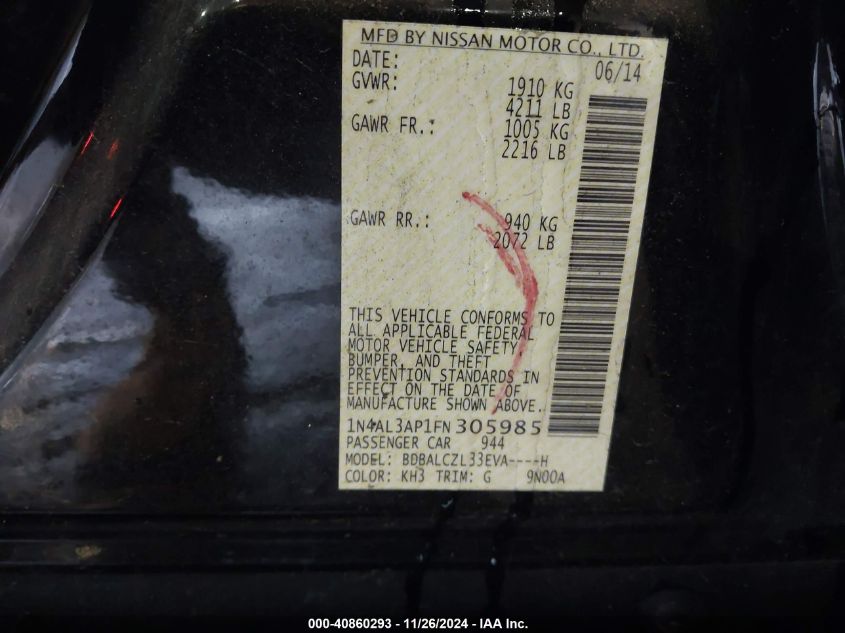 MFD BY NISSAN MOTOR CO., LTD.
DATE: 06/14
GVWR: 1910 KG
4211 LB
GAWR FR.: 1005 KG
2216 LB
GAWR RR.: 940 KG
2072 LB
THIS VEHICLE CONFORMS TO
ALL APPLICABLE FEDERAL
MOTOR VEHICLE SAFETY,
BUMPER, AND THEFT
PREVENTION STANDARDS IN
EFFECT ON THE DATE OF
MANUFACTURE SHOWN ABOVE.
1N4AL3AP1FN305985
PASSENGER CAR 944
MODEL: BDBALCZL33EVA----H
COLOR: KH3 TRIM: G 9N00A
000-40860293 - 11/26/2024 - IAA Inc.